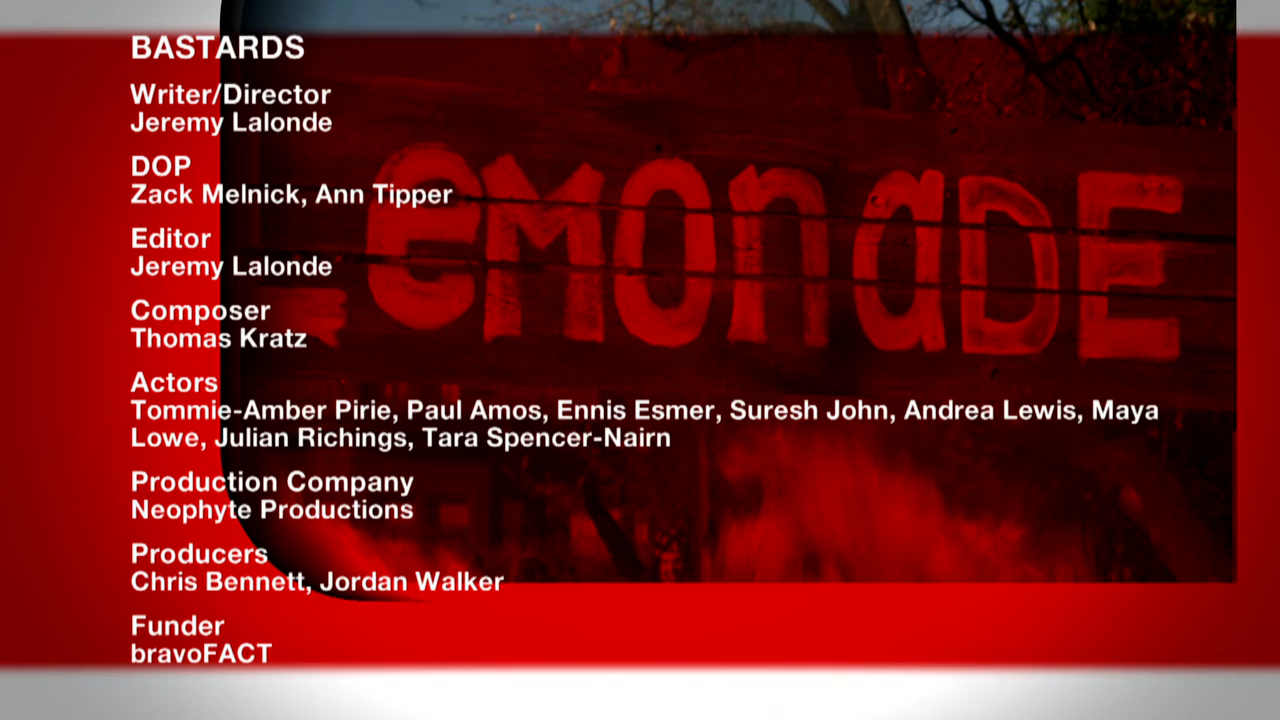 BASTARDS
Writer/Director
Jeremy Lalonde
DOP
Zack Melnick, Ann Tipper
Editor
Jeremy Lalonde
Composer
Thomas Kratz
Actors
Tommie-Amber Pirie, Paul Amos, Ennis Esmer, Suresh John, Andrea Lewis, Maya
Lowe, Julian Richings, Tara Spencer-Nairn
Production Company
Neophyte Productions
Producers
Chris Bennett, Jordan Walker
Funder
bravoFACT
emonaDE